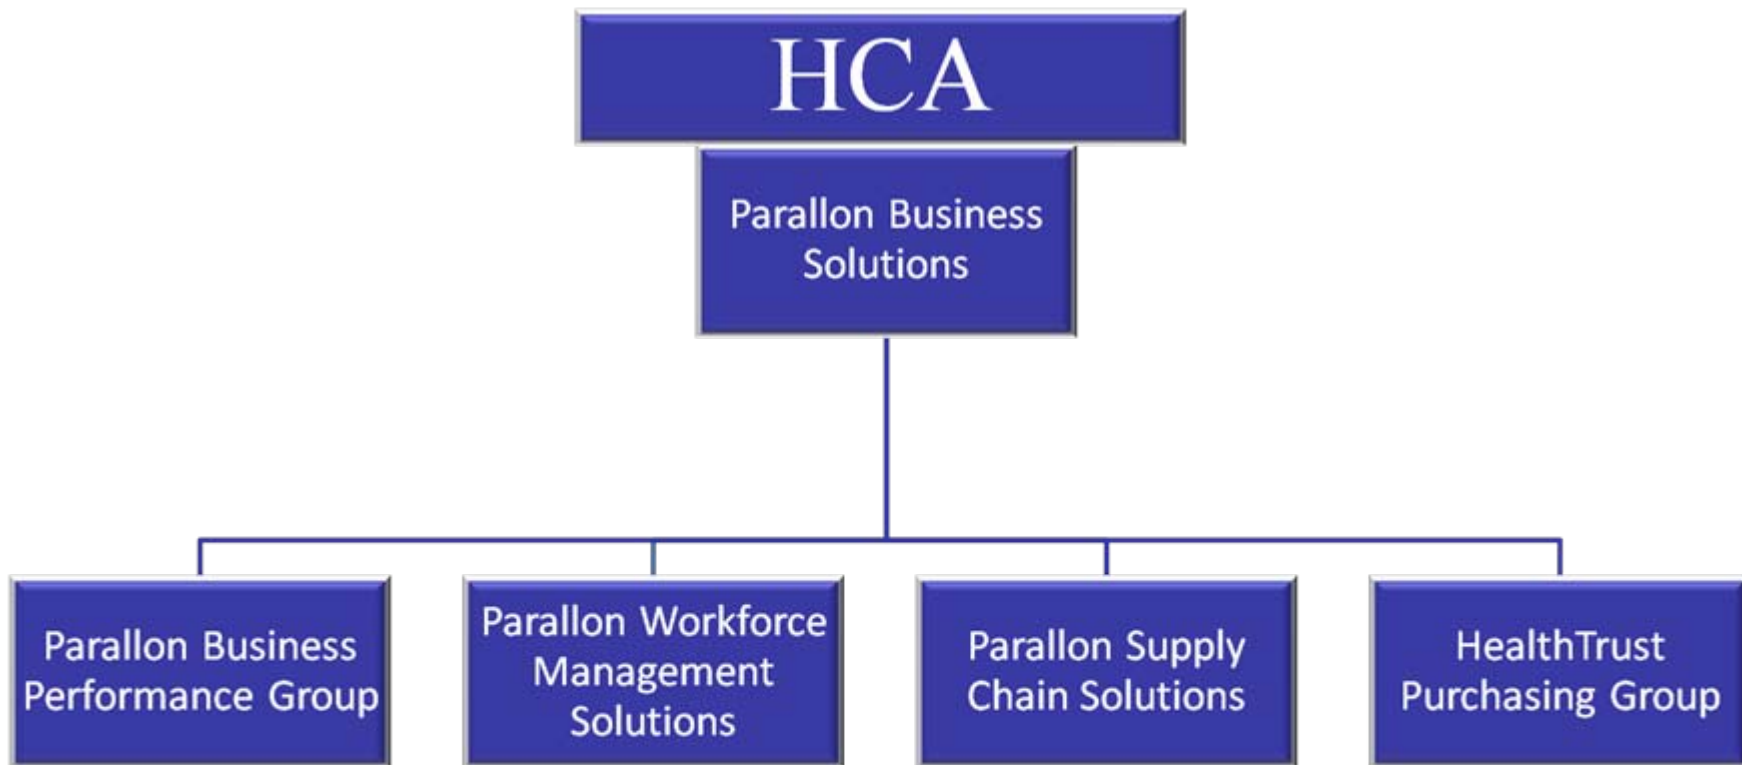 HCA
Parallon Business
Solutions
Parallon Business
Performance Group
Parallon Workforce
Management
Solutions
Parallon Supply
Chain Solutions
HealthTrust
Purchasing Group